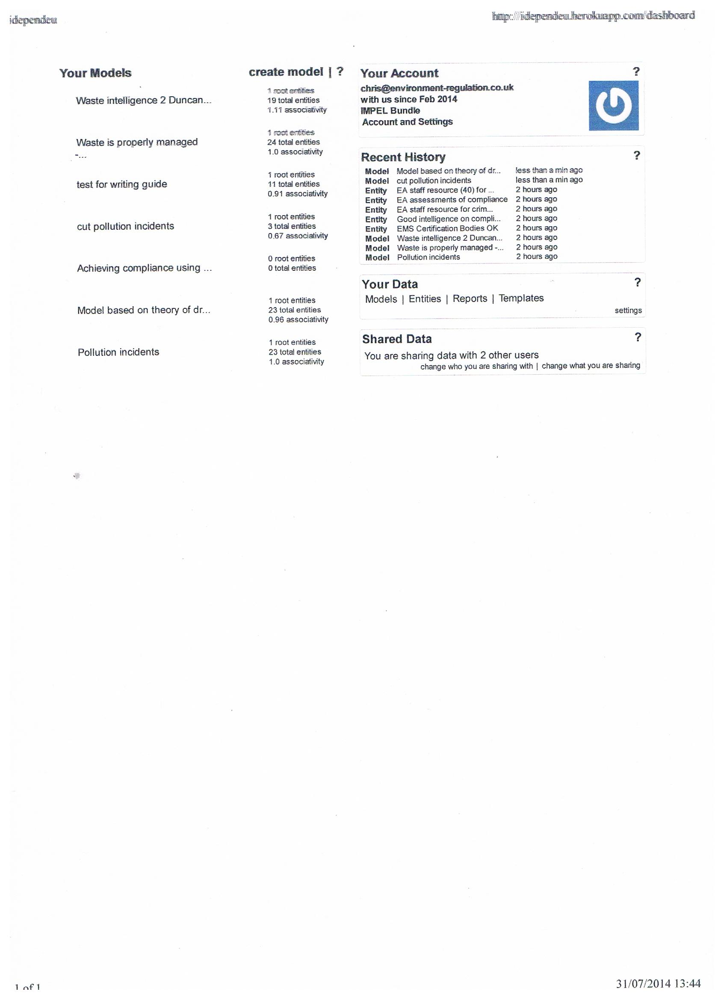 idependeu
http://idependeu.herokuapp.com/dashboard
Your Models
create model | ?
Waste intelligence 2 Duncan...
1 root entities
19 total entities
1.11 associativity
Waste is properly managed
-...
1 root entities
24 total entities
1.0 associativity
test for writing guide
1 root entities
11 total entities
0.91 associativity
cut pollution incidents
1 root entities
3 total entities
0.67 associativity
Achieving compliance using ...
0 root entities
0 total entities
Model based on theory of dr...
1 root entities
23 total entities
0.96 associativity
Pollution incidents
1 root entities
23 total entities
1.0 associativity
Your Account ?
chris@environment-regulation.co.uk
with us since Feb 2014
IMPEL Bundle
Account and Settings
Recent History ?
Model Model based on theory of dr... less than a min ago
Model cut pollution incidents less than a min ago
Entity EA staff resource (40) for ... 2 hours ago
Entity EA assessments of compliance 2 hours ago
Entity EA staff resource for crim... 2 hours ago
Entity Good intelligence on compli... 2 hours ago
Entity EMS Certification Bodies OK 2 hours ago
Model Waste intelligence 2 Duncan... 2 hours ago
Model Waste is properly managed -... 2 hours ago
Model Pollution incidents 2 hours ago
Your Data ?
Models | Entities | Reports | Templates
settings
Shared Data ?
You are sharing data with 2 other users
change who you are sharing with | change what you are sharing
1 of 1
31/07/2014 13:44